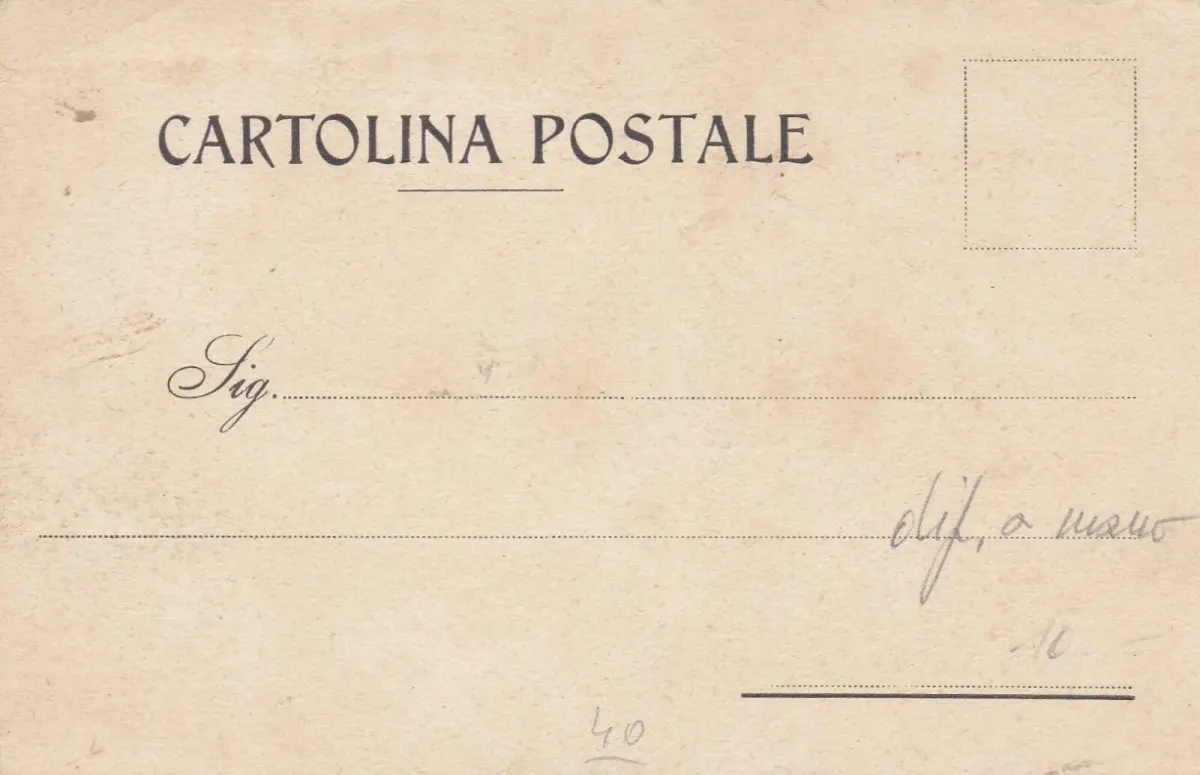 CARTOLINA POSTALE
Sig.
dif, a mano
10
40